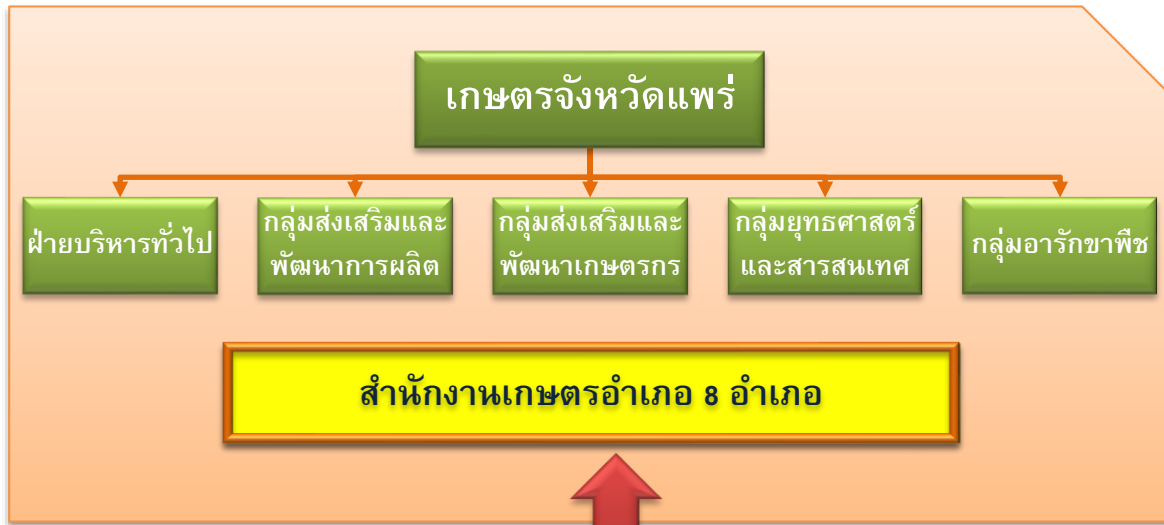 เกษตรจังหวัดแพร่
ฝ่ายบริหารทั่วไป
กลุ่มส่งเสริมและ
พัฒนาการผลิต
กลุ่มส่งเสริมและ
พัฒนาเกษตรกร
กลุ่มยุทธศาสตร์
และสารสนเทศ
กลุ่มอารักขาพืช
สำนักงานเกษตรอำเภอ 8 อำเภอ